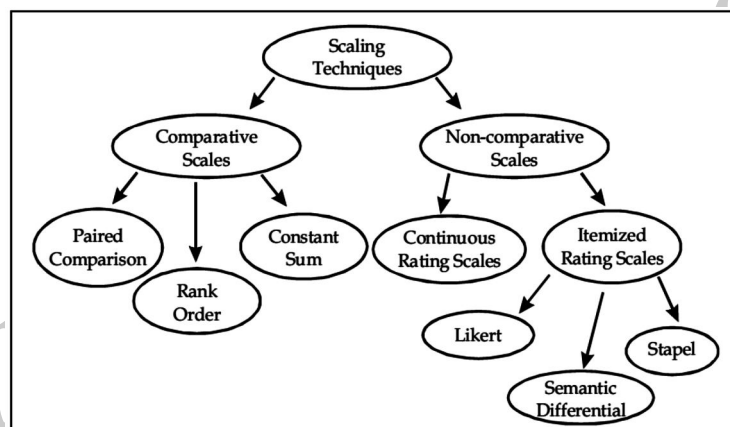 Scaling
Techniques
Comparative
Scales
Non-comparative
Scales
Paired
Comparison
Rank
Order
Constant
Sum
Continuous
Rating Scales
Itemized
Rating Scales
Likert
Semantic
Differential
Stapel